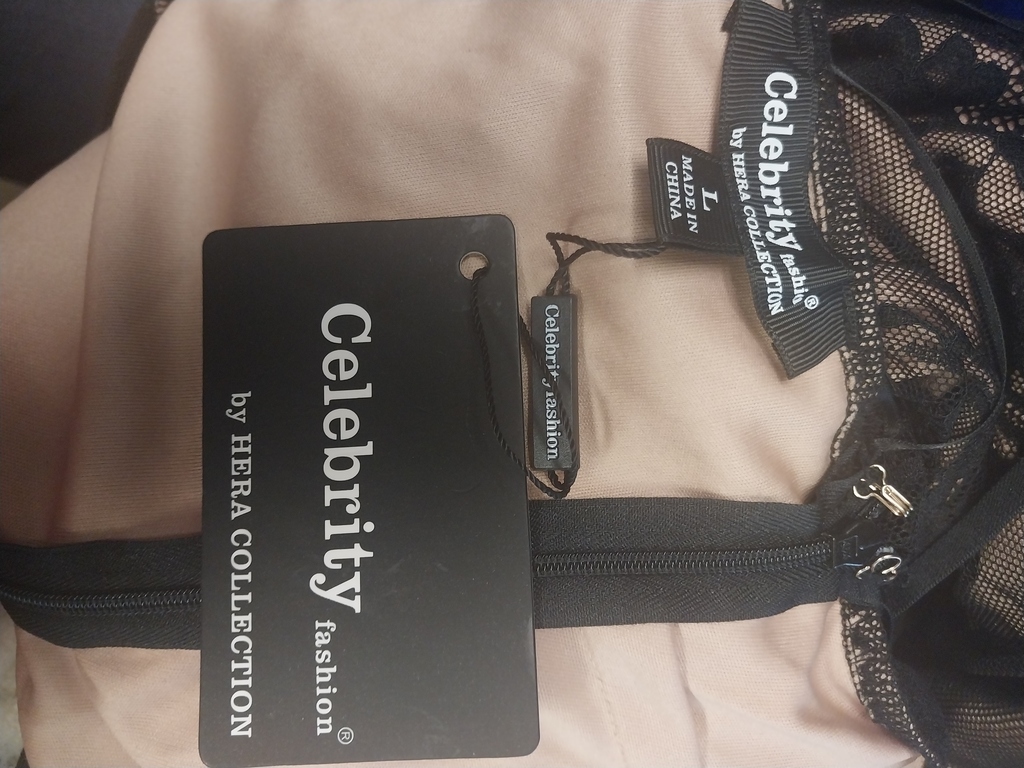 Celebrity fashion®
by HERA COLLECTION
L
MADE IN
CHINA
Celebrity fashion
Celebrity fashion®
by HERA COLLECTION